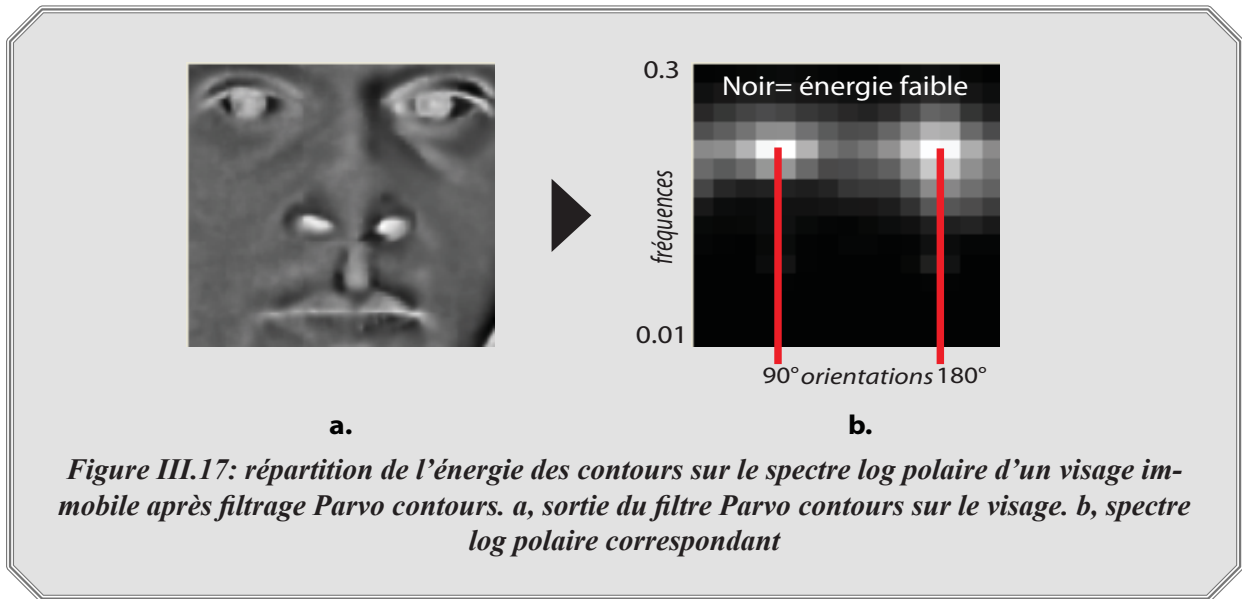 0.3
Noir= énergie faible
fréquences
0.01
90° orientations 180°
a.
b.
Figure III.17: répartition de l'énergie des contours sur le spectre log polaire d'un visage im-
mobile après filtrage Parvo contours. a, sortie du filtre Parvo contours sur le visage. b, spectre
log polaire correspondant